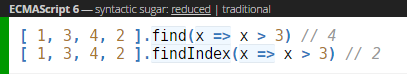 ECMAScript 6 — syntactic sugar: reduced | traditional
[ 1, 3, 4, 2 ].find(x => x > 3) // 4
[ 1, 3, 4, 2 ].findIndex(x => x > 3) // 2